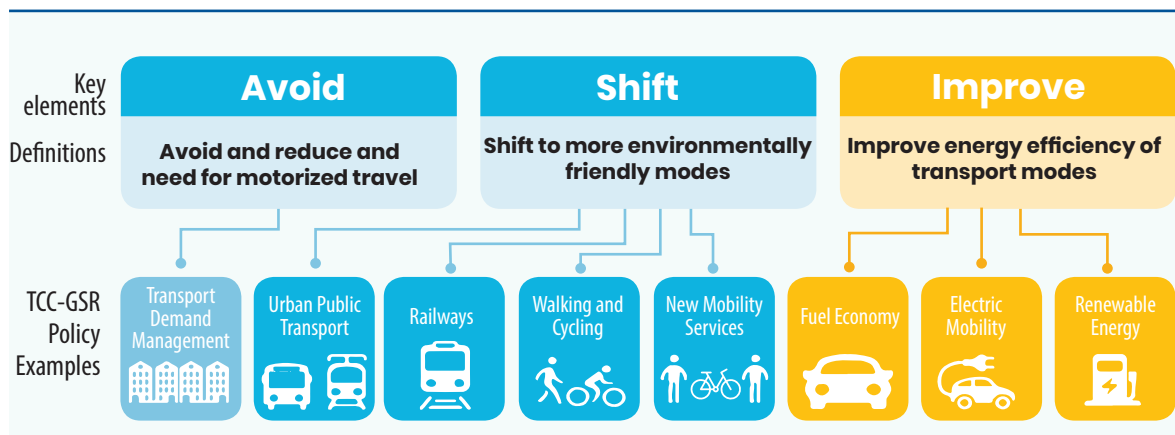 Key
elements
Avoid
Shift
Improve
Definitions
Avoid and reduce and
need for motorized travel
Shift to more environmentally
friendly modes
Improve energy efficiency of
transport modes
TCC-GSR
Policy
Examples
Transport
Demand
Management
Urban Public
Transport
Railways
Walking and
Cycling
New Mobility
Services
Fuel Economy
Electric
Mobility
Renewable
Energy